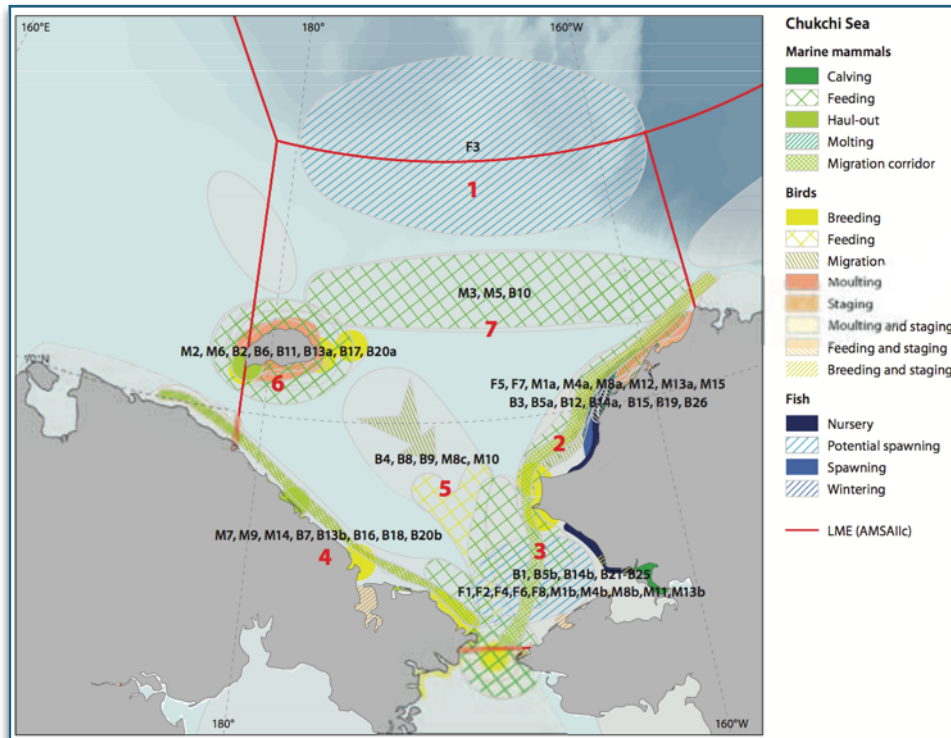 160°E
180°
160°W
F3
1
M3, M5, B10
7
M2, M6, B2, B6, B11, B13a, B17, B20a
70°N
6
F5, F7, M1a, M4a, M8a, M12, M13a, M15
B3, B5a, B12, B14a, B15, B19, B26
2
B4, B8, B9, M8c, M10
5
M7, M9, M14, B7, B13b, B16, B18, B20b
4
3
B1, B5b, B14b, B21-B25
F1,F2,F4,F6,F8,M1b,M4b,M8b,M11,M13b
180°
160°W
Chukchi Sea
Marine mammals
Calving
Feeding
Haul-out
Molting
Migration corridor
Birds
Breeding
Feeding
Migration
Moulting
Staging
Moulting and staging
Feeding and staging
Breeding and staging
Fish
Nursery
Potential spawning
Spawning
Wintering
LME (AMSAIIc)